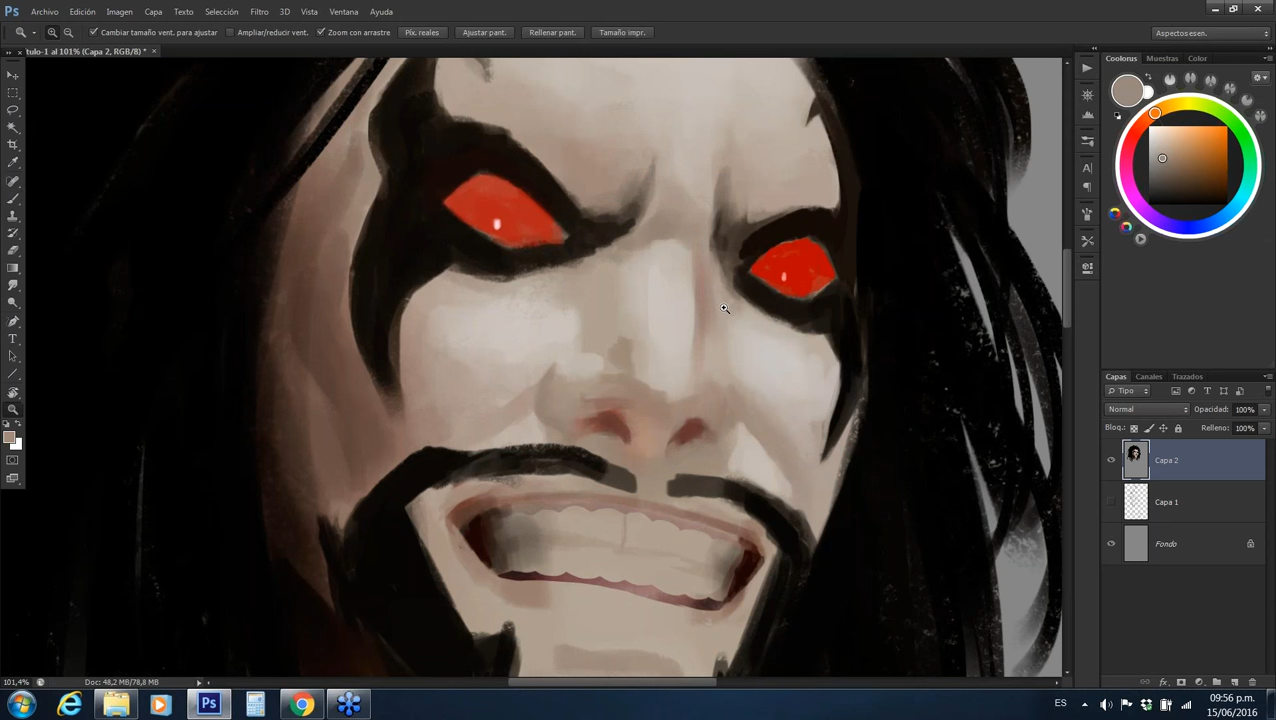 Ps Archivo Edición Imagen Capa Texto Selección Filtro 3D Vista Ventana Ayuda
Cambiar tamaño vent. para ajustar Ampliar/reducir vent. Zoom con arrastre Píx. reales Ajustar pant. Rellenar pant. Tamaño impr. Aspectos esen.
tulo-1 al 101% (Capa 2, RGB/8) *
Coolorus Muestras Color
Capas Canales Trazados
Tipo
Normal Opacidad: 100%
Bloq.: Relleno: 100%
Capa 2
Capa 1
Fondo
101,4% Doc: 48,2 MB/78,8 MB
Ps ES 09:56 p.m.
15/06/2016